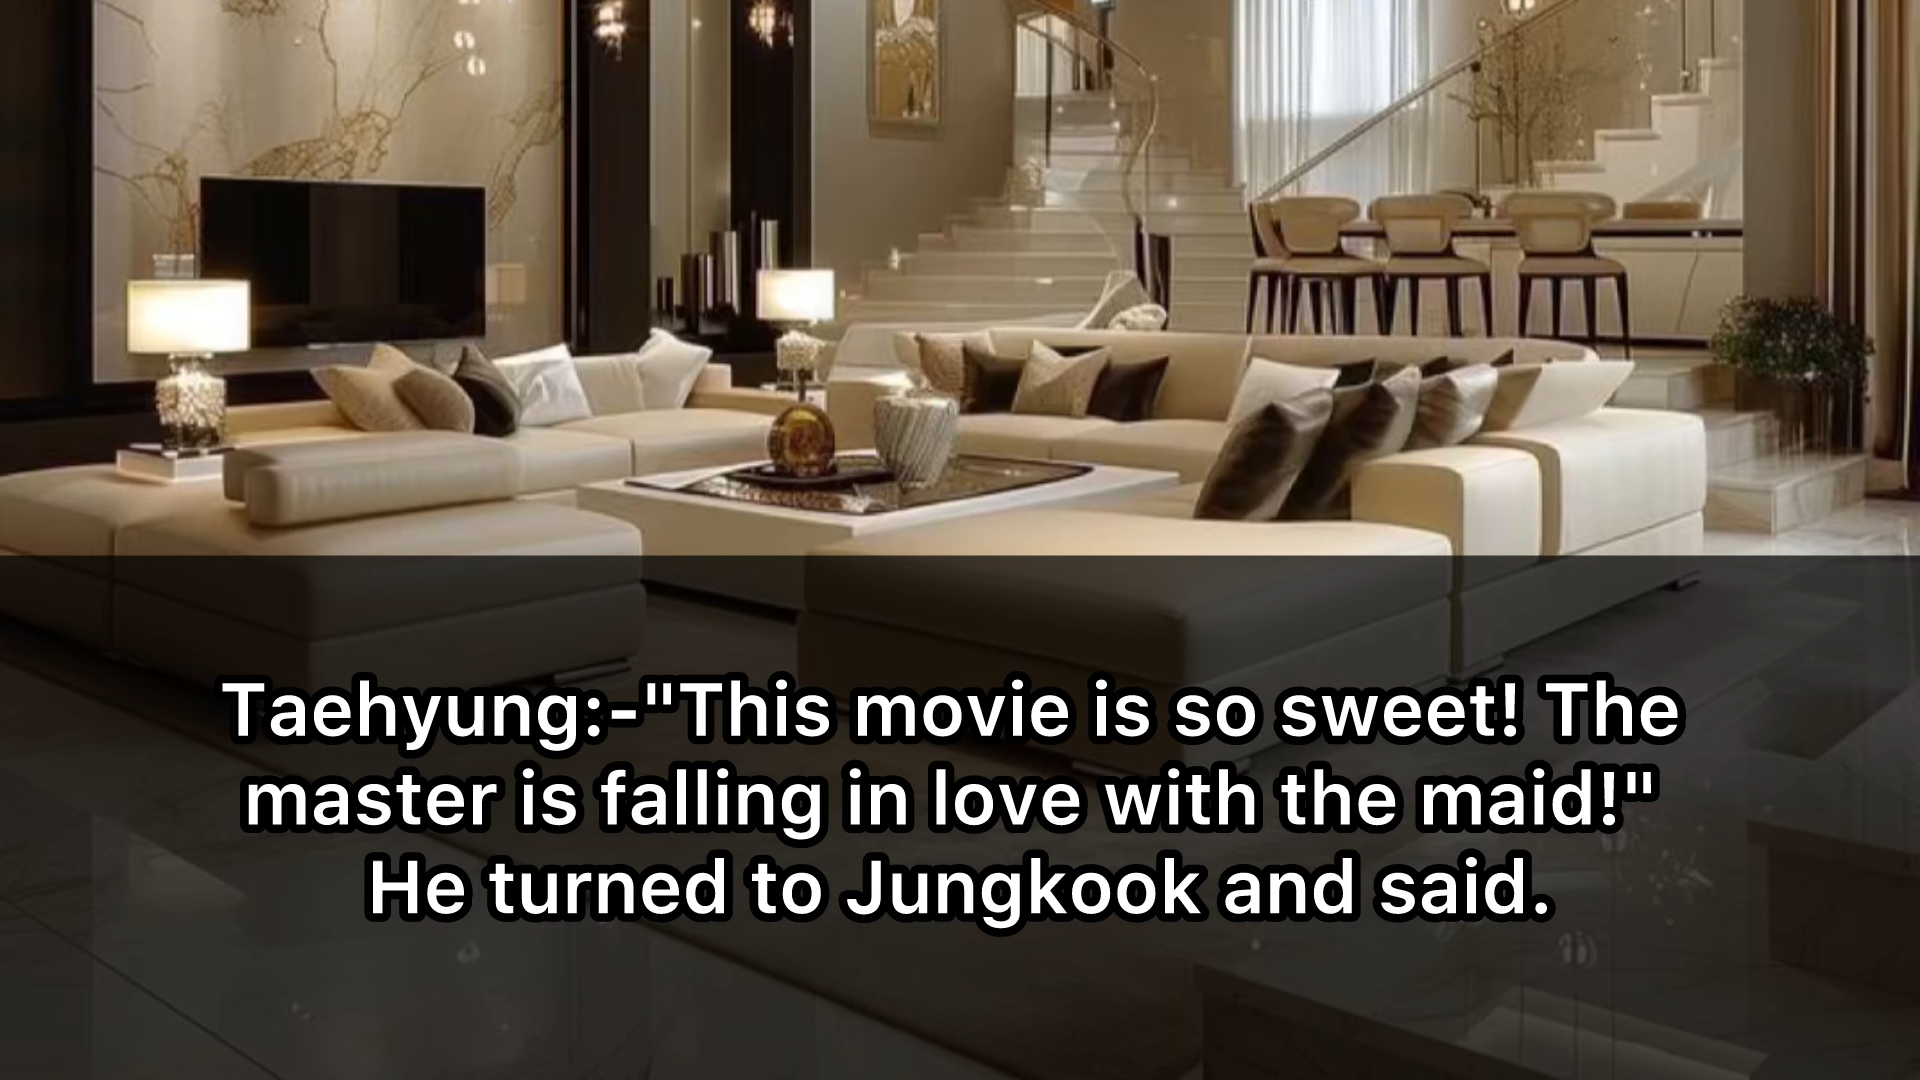 Taehyung:-"This movie is so sweet! The
master is falling in love with the maid!"
He turned to Jungkook and said.